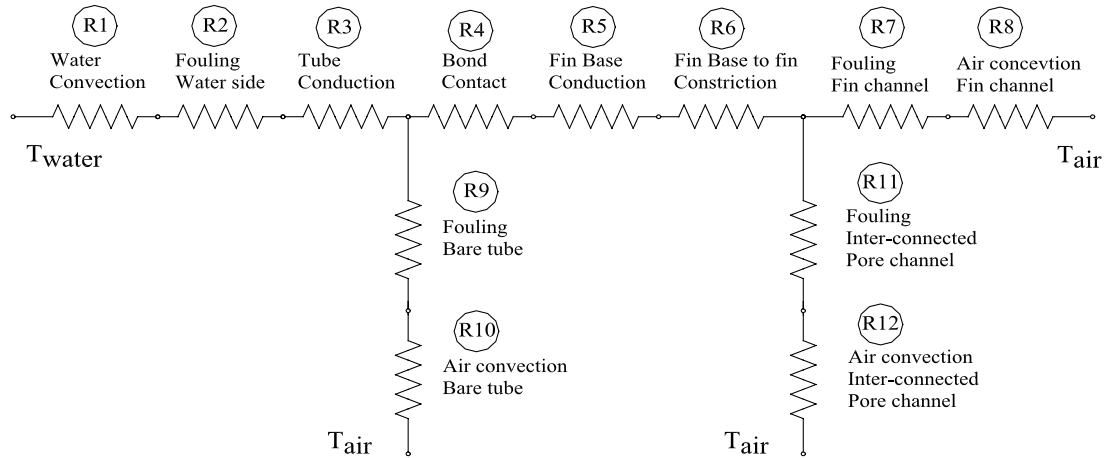 R1
Water
Convection
R2
Fouling
Water side
R3
Tube
Conduction
R4
Bond
Contact
R5
Fin Base
Conduction
R6
Fin Base to fin
Constriction
R7
Fouling
Fin channel
R8
Air concevtion
Fin channel
Twater
Tair
R9
Fouling
Bare tube
R11
Fouling
Inter-connected
Pore channel
R10
Air convection
Bare tube
R12
Air convection
Inter-connected
Pore channel
Tair
Tair